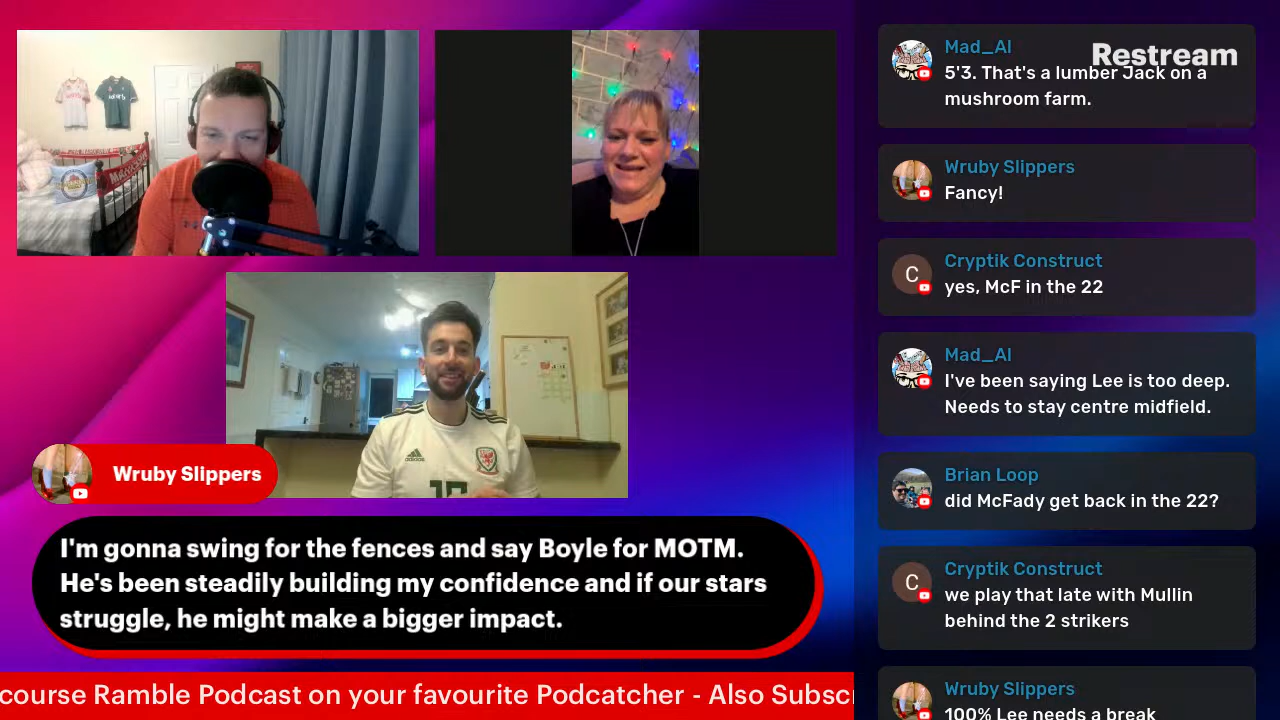 Restream
Mad_Al
5'3. That's a lumber Jack on a
mushroom farm.
Wruby Slippers
Fancy!
C
Cryptik Construct
yes, McF in the 22
Mad_Al
I've been saying Lee is too deep.
Needs to stay centre midfield.
Brian Loop
did McFady get back in the 22?
C
Cryptik Construct
we play that late with Mullin
behind the 2 strikers
Wruby Slippers
100% Lee needs a break
adidas
Wruby Slippers
I'm gonna swing for the fences and say Boyle for MOTM.
He's been steadily building my confidence and if our stars
struggle, he might make a bigger impact.
course Ramble Podcast on your favourite Podcatcher - Also Subscr